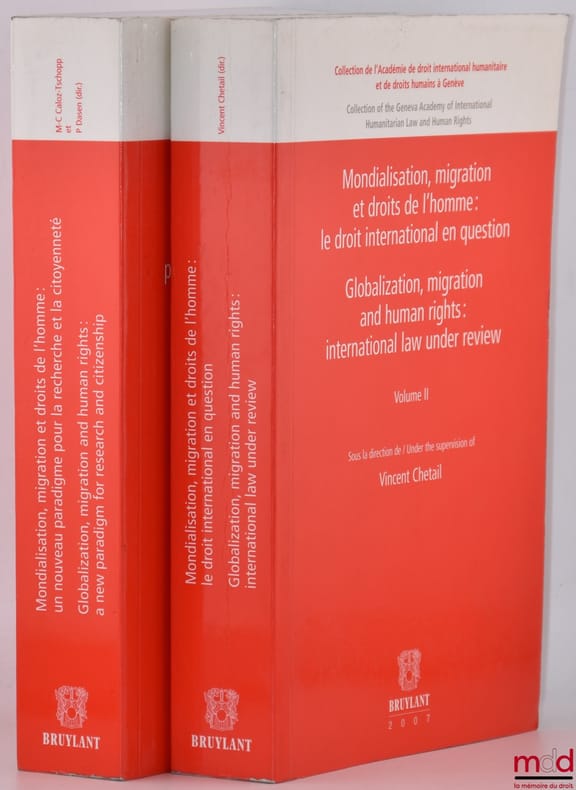 M-C Caloz-Tschopp
et
P. Dasen (dir.)
Mondialisation, migration et droits de l'homme :
un nouveau paradigme pour la recherche et la citoyenneté
Globalization, migration and human rights :
a new paradigm for research and citizenship
BRUYLANT
p
Vincent Chetail (dir.)
Mondialisation, migration et droits de l'homme :
le droit international en question
Globalization, migration and human rights :
international law under review
BRUYLANT
Collection de l'Académie de droit international humanitaire
et de droits humains à Genève
Collection of the Geneva Academy of International
Humanitarian Law and Human Rights
Mondialisation, migration
et droits de l'homme :
le droit international en question
Globalization, migration
and human rights :
international law under review
Volume II
Sous la direction de / Under the supervision of
Vincent Chetail
BRUYLANT
2007
mdd
la mémoire du droit